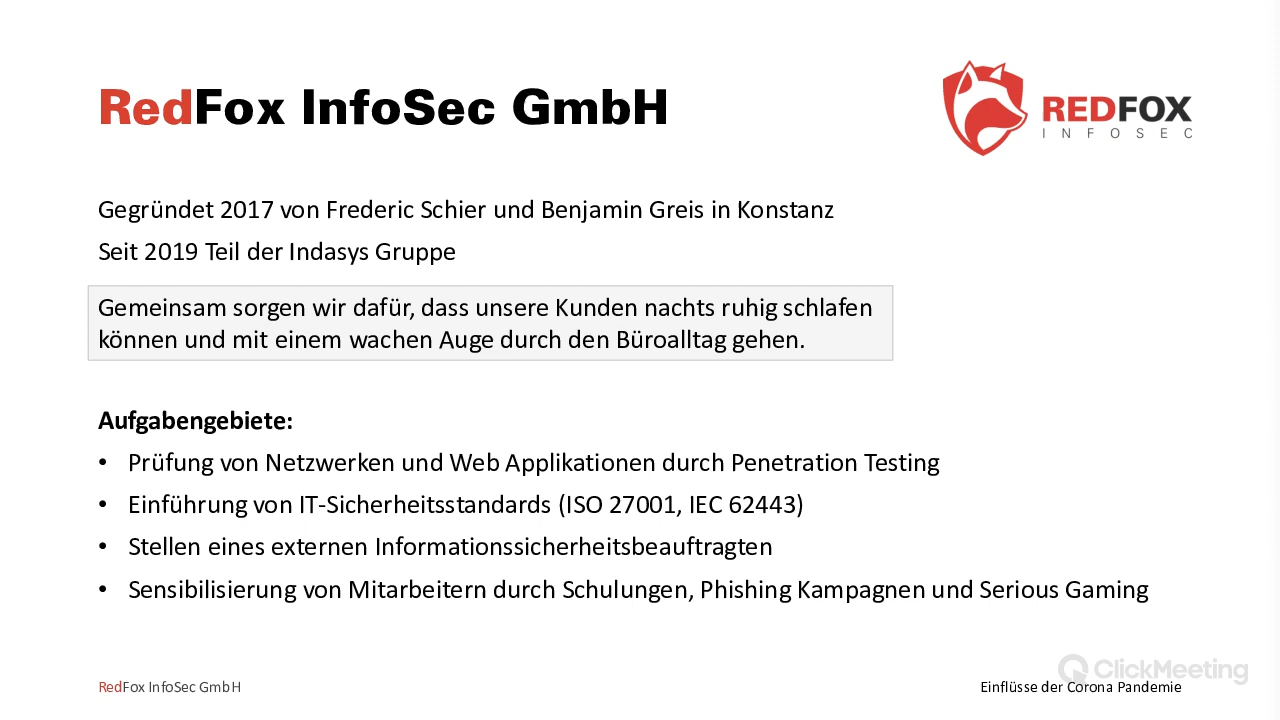 RedFox InfoSec GmbH
REDFOX
INFOSEC
Gegründet 2017 von Frederic Schier und Benjamin Greis in Konstanz
Seit 2019 Teil der Indasys Gruppe
Gemeinsam sorgen wir dafür, dass unsere Kunden nachts ruhig schlafen
können und mit einem wachen Auge durch den Büroalltag gehen.
Aufgabengebiete:
• Prüfung von Netzwerken und Web Applikationen durch Penetration Testing
• Einführung von IT-Sicherheitsstandards (ISO 27001, IEC 62443)
• Stellen eines externen Informationssicherheitsbeauftragten
• Sensibilisierung von Mitarbeitern durch Schulungen, Phishing Kampagnen und Serious Gaming
ClickMeeting
RedFox InfoSec GmbH
Einflüsse der Corona Pandemie